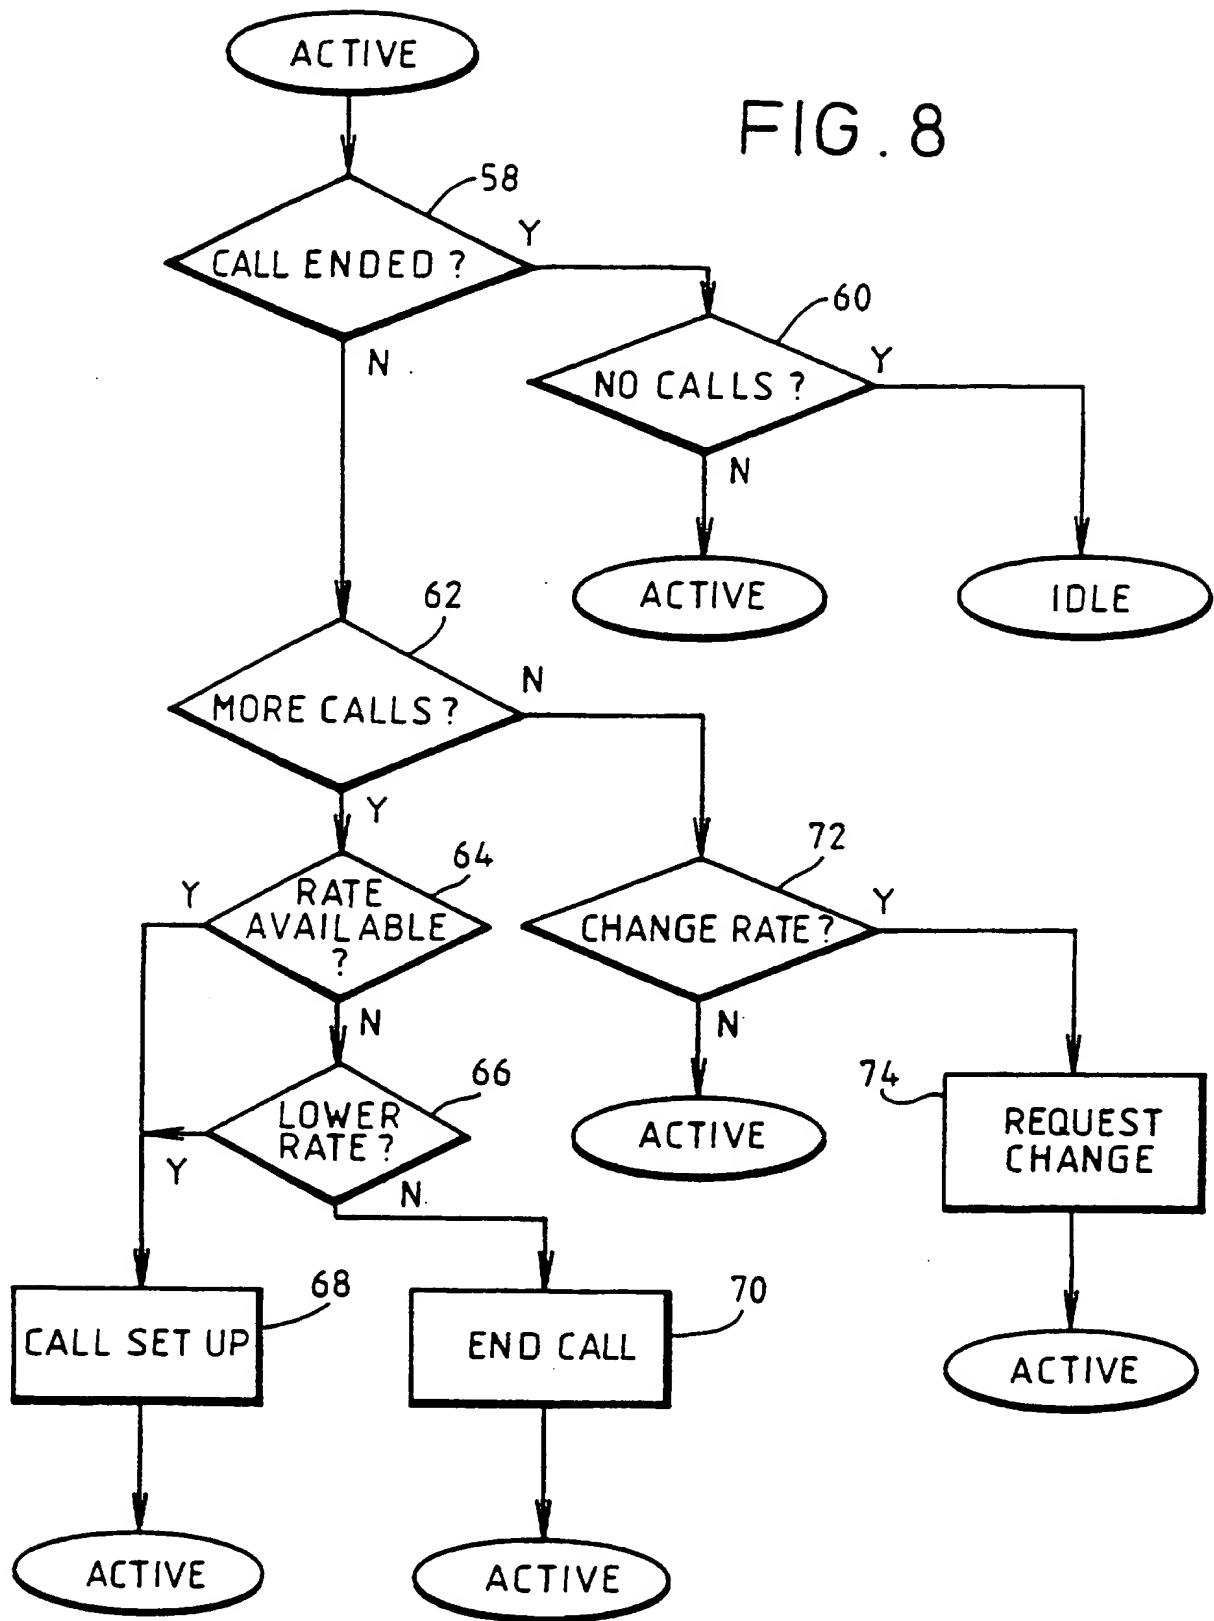 ACTIVE
FIG. 8
58
CALL ENDED ?
Y
N
60
NO CALLS ?
Y
N
ACTIVE
IDLE
62
MORE CALLS ?
N
Y
64
RATE
AVAILABLE
?
Y
N
72
CHANGE RATE ?
Y
N
66
LOWER
RATE ?
Y
N
ACTIVE
74
REQUEST
CHANGE
68
CALL SET UP
70
END CALL
ACTIVE
ACTIVE
ACTIVE